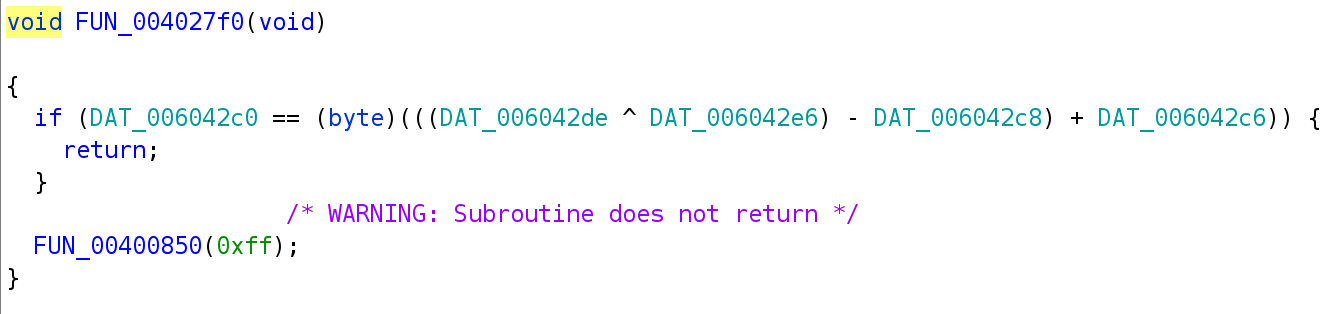 void FUN_004027f0(void)
{
if (DAT_006042c0 == (byte)(((DAT_006042de ^ DAT_006042e6) - DAT_006042c8) + DAT_006042c6)) {
return;
}
/* WARNING: Subroutine does not return */
FUN_00400850(0xff);
}